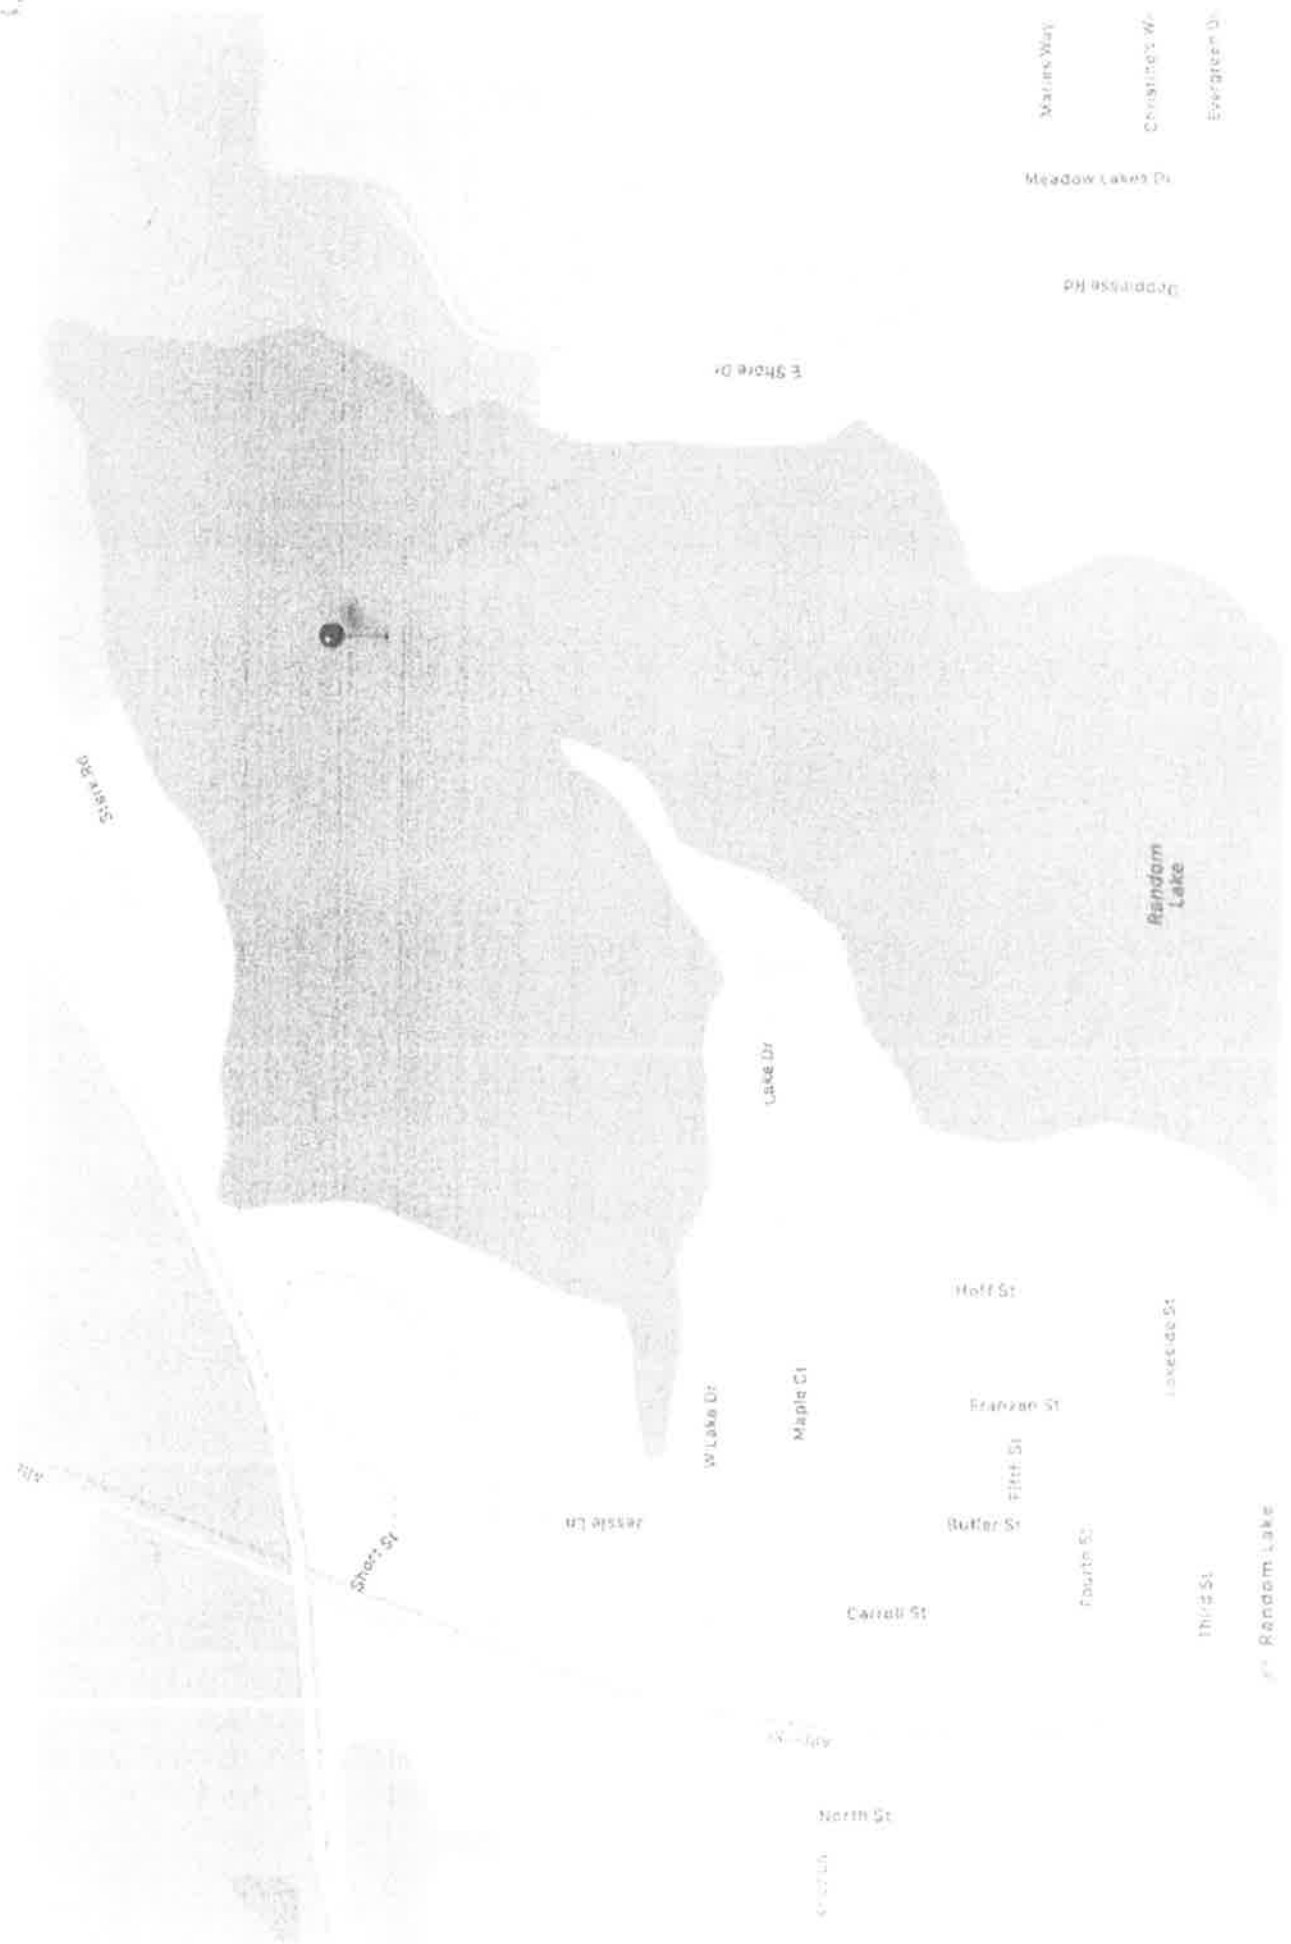 Maries Way
Christine's
Evergreen
Meadow Lakes Dr
E Shore Dr
Random
Lake
Lake Dr
Hoff St
Lakeside St
Maple Ct
W Lake Dr
Franzen St
Fifth St
Jessie Ln
Butler St
Short St
Fourth St
Third St
Random Lake
Carroll St
North St